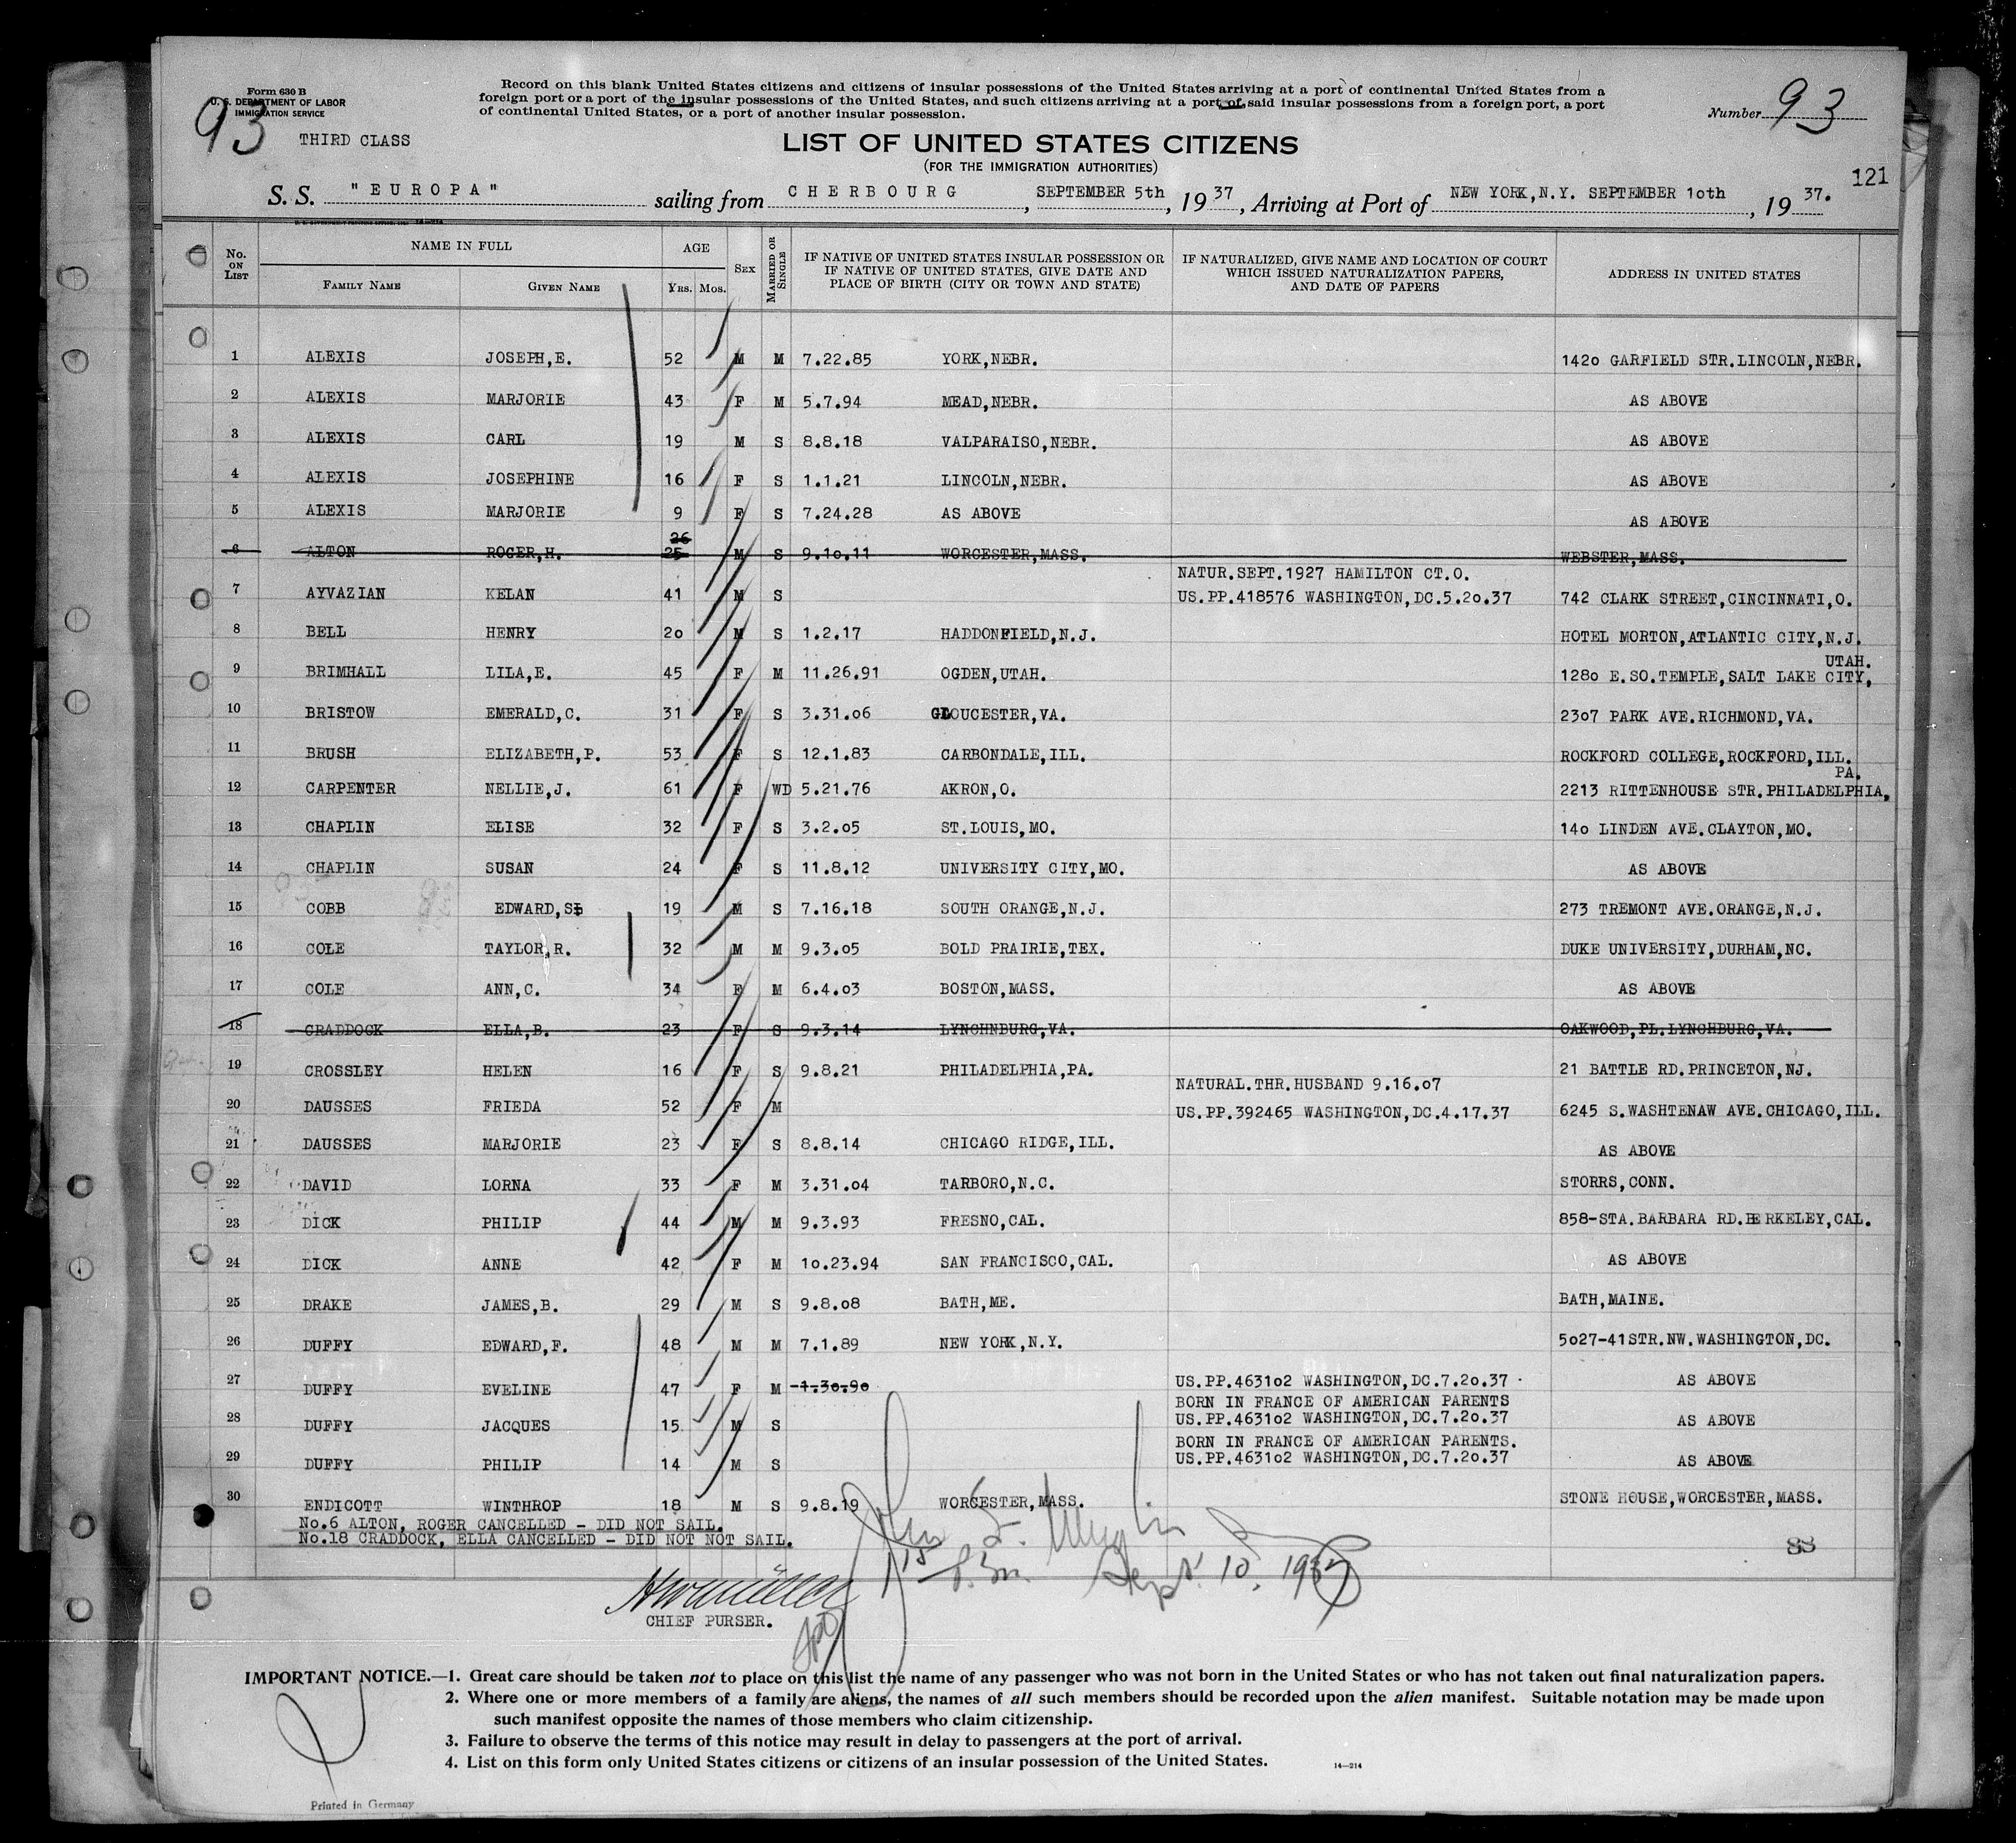 Form 630 B
U. S. DEPARTMENT OF LABOR
IMMIGRATION SERVICE
93
THIRD CLASS
Record on this blank United States citizens and citizens of insular possessions of the United States arriving at a port of continental United States from a
foreign port or a port of the insular possessions of the United States, and such citizens arriving at a port of said insular possessions from a foreign port, a port
of continental United States, or a port of another insular possession.
Number 93
LIST OF UNITED STATES CITIZENS
(FOR THE IMMIGRATION AUTHORITIES)
121
S. S. "EUROPA" sailing from CHERBOURG, SEPTEMBER 5th, 1937, Arriving at Port of NEW YORK,N.Y. SEPTEMBER 10th, 1937.
No. ON LIST NAME IN FULL FAMILY NAME GIVEN NAME AGE YRS. MOS. SEX MARRIED OR SINGLE IF NATIVE OF UNITED STATES INSULAR POSSESSION OR IF NATIVE OF UNITED STATES, GIVE DATE AND PLACE OF BIRTH (CITY OR TOWN AND STATE) IF NATURALIZED, GIVE NAME AND LOCATION OF COURT WHICH ISSUED NATURALIZATION PAPERS, AND DATE OF PAPERS ADDRESS IN UNITED STATES
1 ALEXIS JOSEPH,E. 52 M M 7.22.85 YORK,NEBR. 1420 GARFIELD STR.LINCOLN,NEBR.
2 ALEXIS MARJORIE 43 F M 5.7.94 MEAD,NEBR. AS ABOVE
3 ALEXIS CARL 19 M S 8.8.18 VALPARAISO,NEBR. AS ABOVE
4 ALEXIS JOSEPHINE 16 F S 1.1.21 LINCOLN,NEBR. AS ABOVE
5 ALEXIS MARJORIE 9 F S 7.24.28 AS ABOVE AS ABOVE
26
6 ALTON ROGER,H. 25 M S 9.10.11 WORCESTER,MASS. WEBSTER,MASS.
NATUR.SEPT.1927 HAMILTON CT.O.
7 AYVAZIAN KELAN 41 M S US.PP.418576 WASHINGTON,DC.5.20.37 742 CLARK STREET,CINCINNATI,O.
8 BELL HENRY 20 M S 1.2.17 HADDONFIELD,N.J. HOTEL MORTON,ATLANTIC CITY,N.J.
UTAH.
9 BRIMHALL LILA,E. 45 F M 11.26.91 OGDEN,UTAH. 1280 E.SO.TEMPLE,SALT LAKE CITY,
10 BRISTOW EMERALD,C. 31 F S 3.31.06 GLOUCESTER,VA. 2307 PARK AVE.RICHMOND,VA.
11 BRUSH ELIZABETH,P. 53 F S 12.1.83 CARBONDALE,ILL. ROCKFORD COLLEGE,ROCKFORD,ILL.
PA.
12 CARPENTER NELLIE,J. 61 F WD 5.21.76 AKRON,O. 2213 RITTENHOUSE STR.PHILADELPHIA,
13 CHAPLIN ELISE 32 F S 3.2.05 ST.LOUIS,MO. 140 LINDEN AVE.CLAYTON,MO.
14 CHAPLIN SUSAN 24 F S 11.8.12 UNIVERSITY CITY,MO. AS ABOVE
15 COBB EDWARD,S 19 M S 7.16.18 SOUTH ORANGE,N.J. 273 TREMONT AVE.ORANGE,N.J.
16 COLE TAYLOR,R. 32 M M 9.3.05 BOLD PRAIRIE,TEX. DUKE UNIVERSITY,DURHAM,NC.
17 COLE ANN,C. 34 F M 6.4.03 BOSTON,MASS. AS ABOVE
18 CRADDOCK ELLA,B. 23 F S 9.3.14 LYNCHNBURG,VA. OAKWOOD,PL.LYNCHBURG,VA.
19 CROSSLEY HELEN 16 F S 9.8.21 PHILADELPHIA,PA. 21 BATTLE RD.PRINCETON,NJ.
NATURAL.THR.HUSBAND 9.16.07
20 DAUSSES FRIEDA 52 F M US.PP.392465 WASHINGTON,DC.4.17.37 6245 S.WASHTENAW AVE.CHICAGO,ILL.
21 DAUSSES MARJORIE 23 F S 8.8.14 CHICAGO RIDGE,ILL. AS ABOVE
22 DAVID LORNA 33 F M 3.31.04 TARBORO,N.C. STORRS,CONN.
23 DICK PHILIP 44 M M 9.3.93 FRESNO,CAL. 858-STA.BARBARA RD.BERKELEY,CAL.
24 DICK ANNE 42 F M 10.23.94 SAN FRANCISCO,CAL. AS ABOVE
25 DRAKE JAMES,B. 29 M S 9.8.08 BATH,ME. BATH,MAINE.
26 DUFFY EDWARD,F. 48 M M 7.1.89 NEW YORK,N.Y. 5027-41STR.NW.WASHINGTON,DC.
27 DUFFY EVELINE 47 F M 1.30.90 US.PP.463102 WASHINGTON,DC.7.20.37 AS ABOVE
BORN IN FRANCE OF AMERICAN PARENTS
28 DUFFY JACQUES 15 M S US.PP.463102 WASHINGTON,DC.7.20.37 AS ABOVE
BORN IN FRANCE OF AMERICAN PARENTS.
29 DUFFY PHILIP 14 M S US.PP.463102 WASHINGTON,DC.7.20.37 AS ABOVE
30 ENDICOTT WINTHROP 18 M S 9.8.19 WORCESTER,MASS. STONE HOUSE,WORCESTER,MASS.
No.6 ALTON, ROGER CANCELLED - DID NOT SAIL.
No.18 CRADDOCK, ELLA CANCELLED - DID NOT NOT SAIL.
83
Sept. 10, 1937
CHIEF PURSER.
IMPORTANT NOTICE.—1. Great care should be taken not to place on this list the name of any passenger who was not born in the United States or who has not taken out final naturalization papers.
2. Where one or more members of a family are aliens, the names of all such members should be recorded upon the alien manifest. Suitable notation may be made upon
such manifest opposite the names of those members who claim citizenship.
3. Failure to observe the terms of this notice may result in delay to passengers at the port of arrival.
4. List on this form only United States citizens or citizens of an insular possession of the United States.
14—214
Printed in Germany